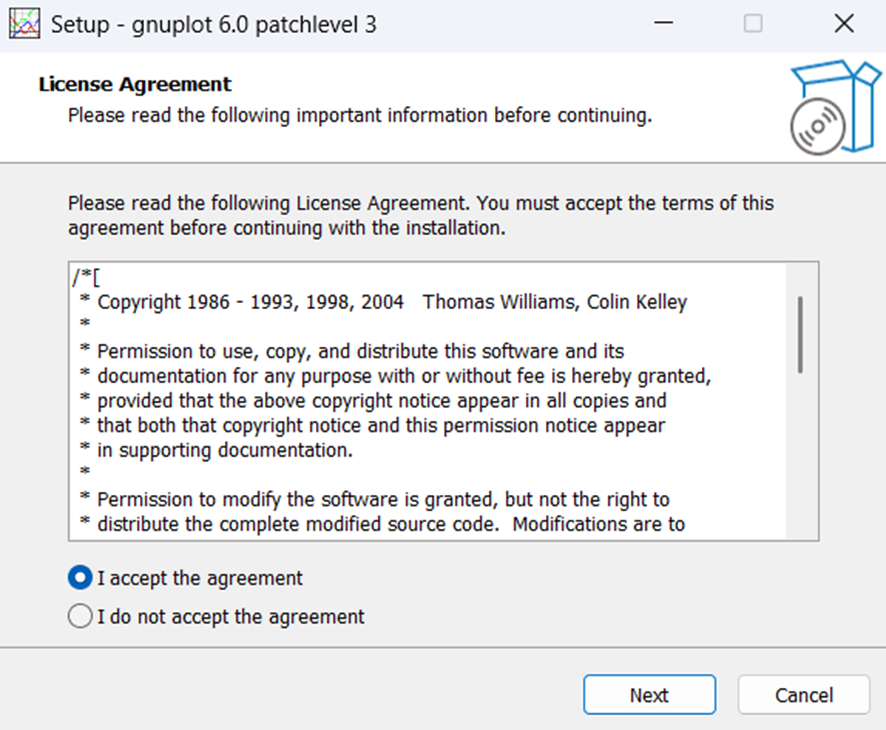 Setup - gnuplot 6.0 patchlevel 3
License Agreement
Please read the following important information before continuing.
Please read the following License Agreement. You must accept the terms of this
agreement before continuing with the installation.
/*[
* Copyright 1986 - 1993, 1998, 2004   Thomas Williams, Colin Kelley
*
* Permission to use, copy, and distribute this software and its
* documentation for any purpose with or without fee is hereby granted,
* provided that the above copyright notice appear in all copies and
* that both that copyright notice and this permission notice appear
* in supporting documentation.
*
* Permission to modify the software is granted, but not the right to
* distribute the complete modified source code.  Modifications are to
I accept the agreement
I do not accept the agreement
Next
Cancel